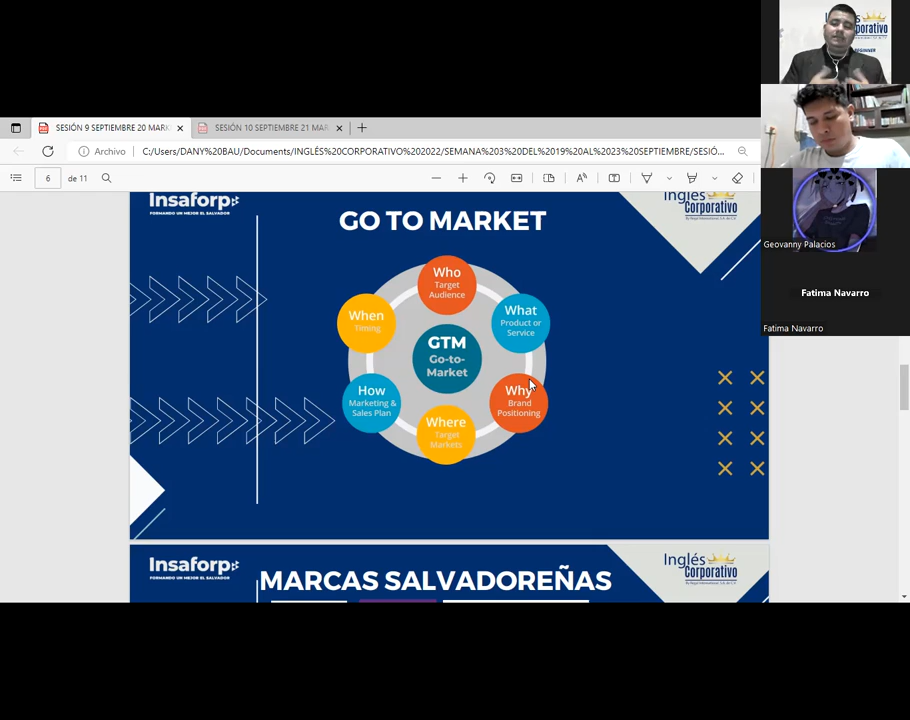 Inglés
Corporativo
BEGINNER
SESIÓN 9 SEPTIEMBRE 20 MARK
SESIÓN 10 SEPTIEMBRE 21 MAR
Archivo
C:/Users/DANY%20BAU/Documents/INGLÉS%20CORPORATIVO%202022/SEMANA%203%20DEL%2019%20AL%2023%20SEPTIEMBRE/SESIÓ...
6
de 11
Insaforp
FORMANDO UN MEJOR EL SALVADOR
GO TO MARKET
Inglés
Corporativo
Who
Target
Audience
What
Product or
Service
Why
Brand
Positioning
Where
Target
Markets
How
Marketing &
Sales Plan
When
Timing
GTM
Go-to-
Market
Geovanny Palacios
Fatima Navarro
Fatima Navarro
Insaforp
FORMANDO UN MEJOR EL SALVADOR
MARCAS SALVADOREÑAS
Inglés
Corporativo